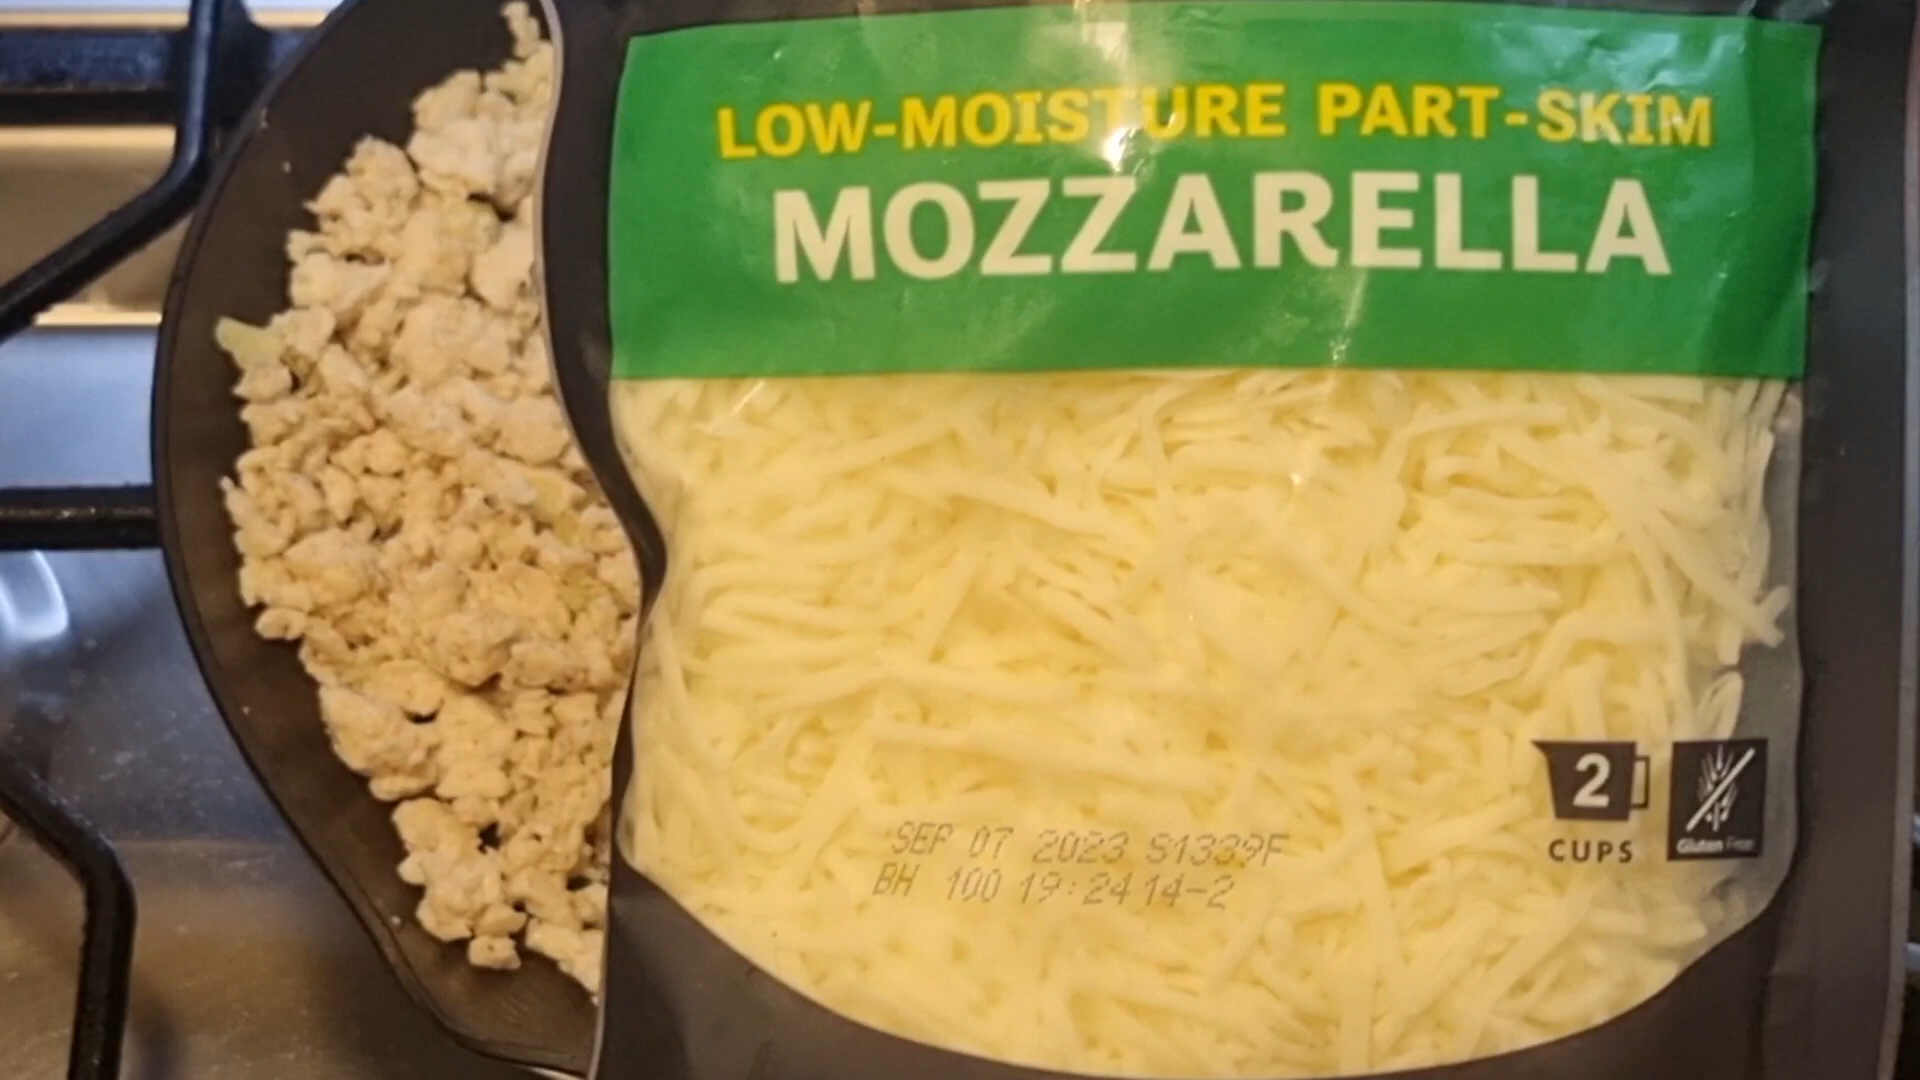 LOW-MOISTURE PART-SKIM
MOZZARELLA
2
CUPS
Gluten Free
SEP 07 2023 S1339F
BH 100 19:24 14-2